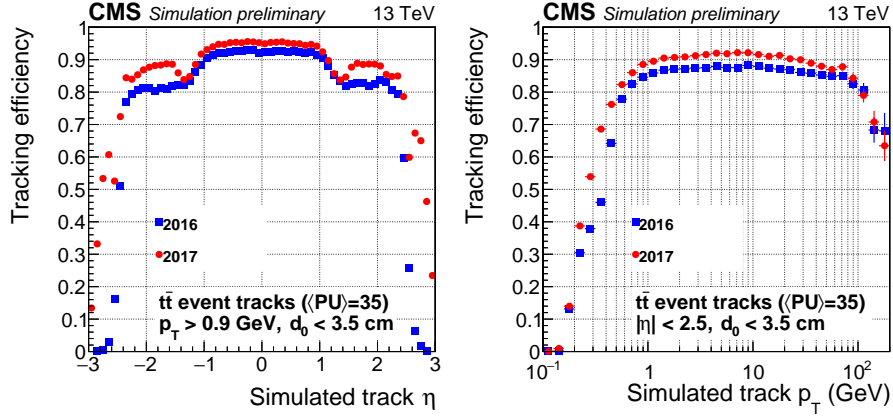 CMS Simulation preliminary 13 TeV
Tracking efficiency
1
0.9
0.8
0.7
0.6
0.5
0.4
0.3
0.2
0.1
0
2016
2017
tt̄ event tracks (⟨PU⟩=35)
p_T > 0.9 GeV, d_0 < 3.5 cm
−3 −2 −1 0 1 2 3
Simulated track η
CMS Simulation preliminary 13 TeV
Tracking efficiency
1
0.9
0.8
0.7
0.6
0.5
0.4
0.3
0.2
0.1
0
2016
2017
tt̄ event tracks (⟨PU⟩=35)
|η| < 2.5, d_0 < 3.5 cm
10⁻¹ 1 10 10²
Simulated track p_T (GeV)